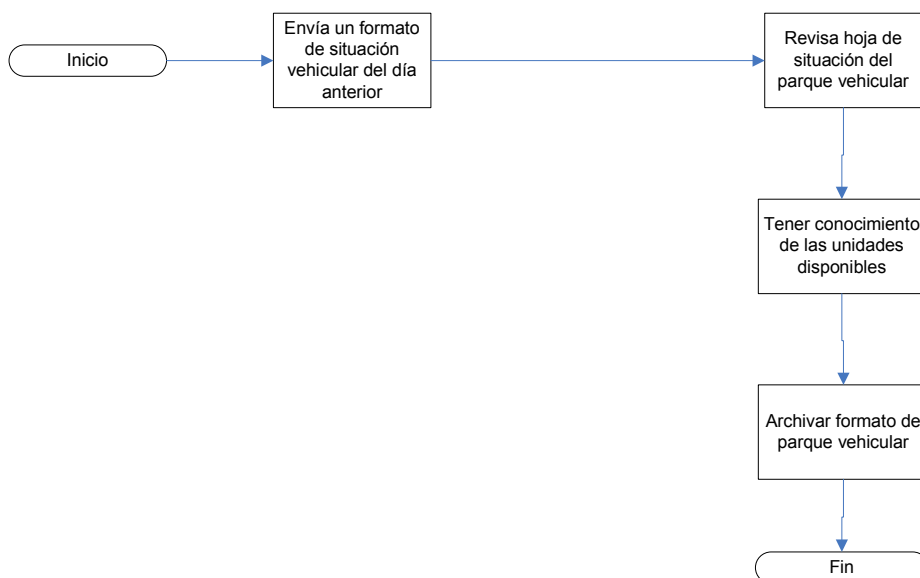 Inicio
Envía un formato
de situación
vehicular del día
anterior
Revisa hoja de
situación del
parque vehicular
Tener conocimiento
de las unidades
disponibles
Archivar formato de
parque vehicular
Fin